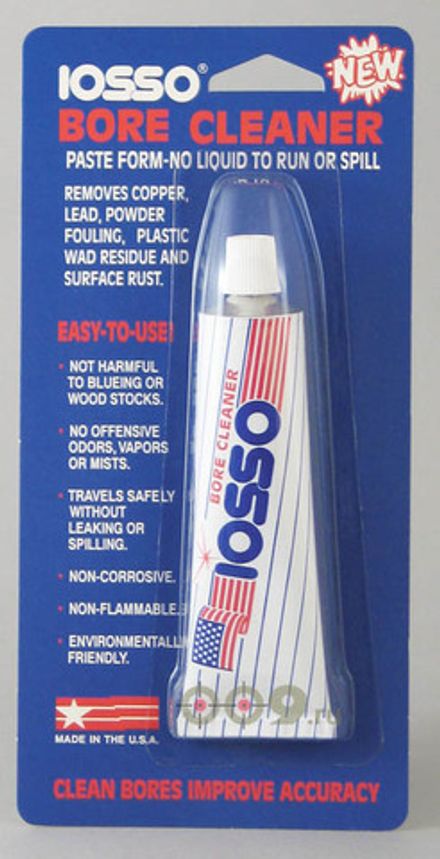 IOSSO®
NEW
BORE CLEANER
PASTE FORM-NO LIQUID TO RUN OR SPILL
REMOVES COPPER,
LEAD, POWDER
FOULING, PLASTIC
WAD RESIDUE AND
SURFACE RUST.
EASY-TO-USE!
• NOT HARMFUL
TO BLUEING OR
WOOD STOCKS.
• NO OFFENSIVE
ODORS, VAPORS
OR MISTS.
• TRAVELS SAFELY
WITHOUT
LEAKING OR
SPILLING.
• NON-CORROSIVE.
• NON-FLAMMABLE.
• ENVIRONMENTALLY
FRIENDLY.
MADE IN THE U.S.A.
BORE CLEANER
IOSSO
009.ru
CLEAN BORES IMPROVE ACCURACY